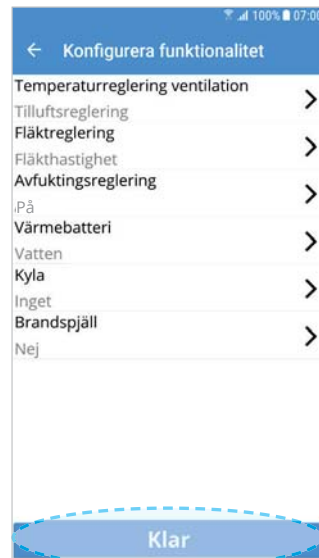 100% 07:00
← Konfigurera funktionalitet
Temperaturreglering ventilation
Tilluftsreglering
Fläktreglering
Fläkthastighet
Avfuktingsreglering
På
Värmebatteri
Vatten
Kyla
Inget
Brandspjäll
Nej
Klar